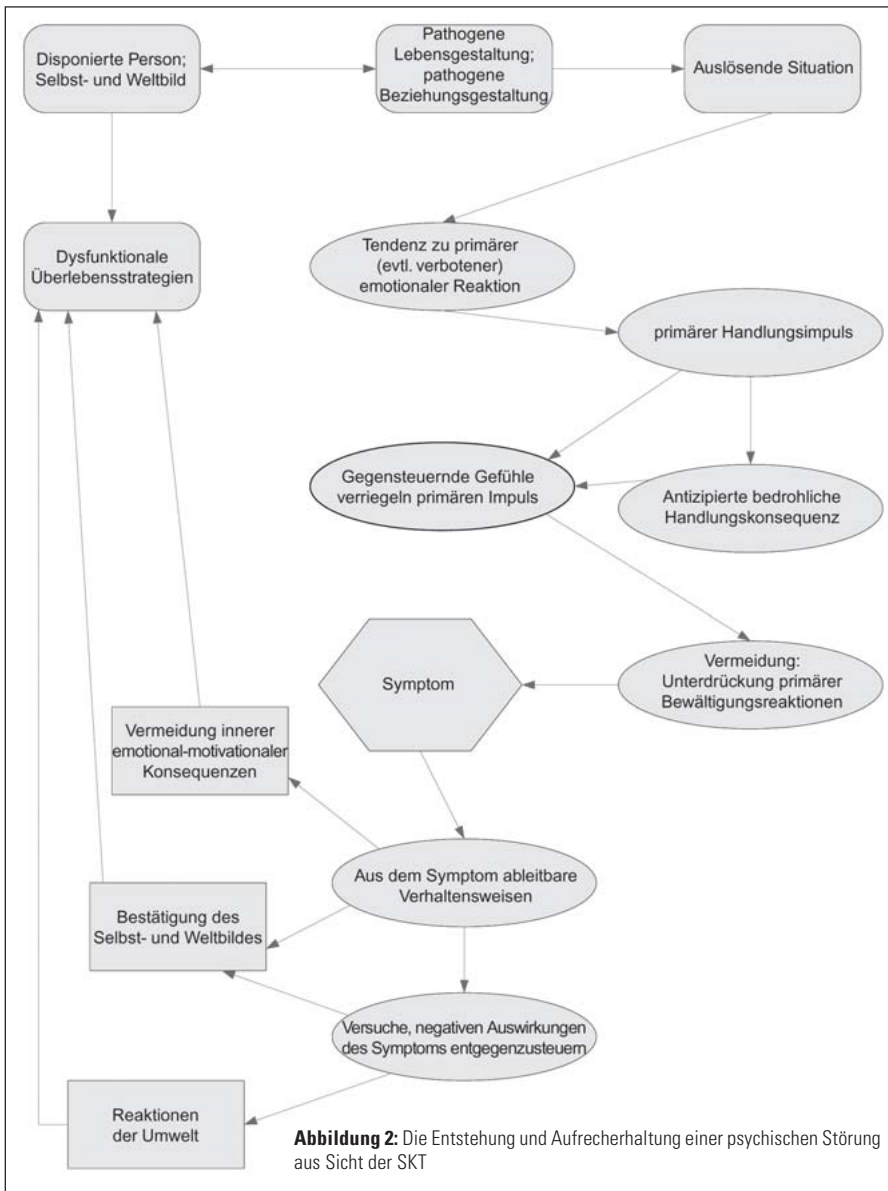 Disponierte Person;
Selbst- und Weltbild
Pathogene
Lebensgestaltung;
pathogene
Beziehungsgestaltung
Auslösende Situation
Dysfunktionale
Überlebensstrategien
Tendenz zu primärer
(evtl. verbotener)
emotionaler Reaktion
primärer Handlungsimpuls
Gegensteuernde Gefühle
verriegeln primären Impuls
Antizipierte bedrohliche
Handlungskonsequenz
Vermeidung:
Unterdrückung primärer
Bewältigungsreaktionen
Symptom
Vermeidung innerer
emotional-motivationaler
Konsequenzen
Aus dem Symptom ableitbare
Verhaltensweisen
Bestätigung des
Selbst- und Weltbildes
Versuche, negativen Auswirkungen
des Symptoms entgegenzusteuern
Reaktionen
der Umwelt
Abbildung 2: Die Entstehung und Aufrecherhaltung einer psychischen Störung
aus Sicht der SKT